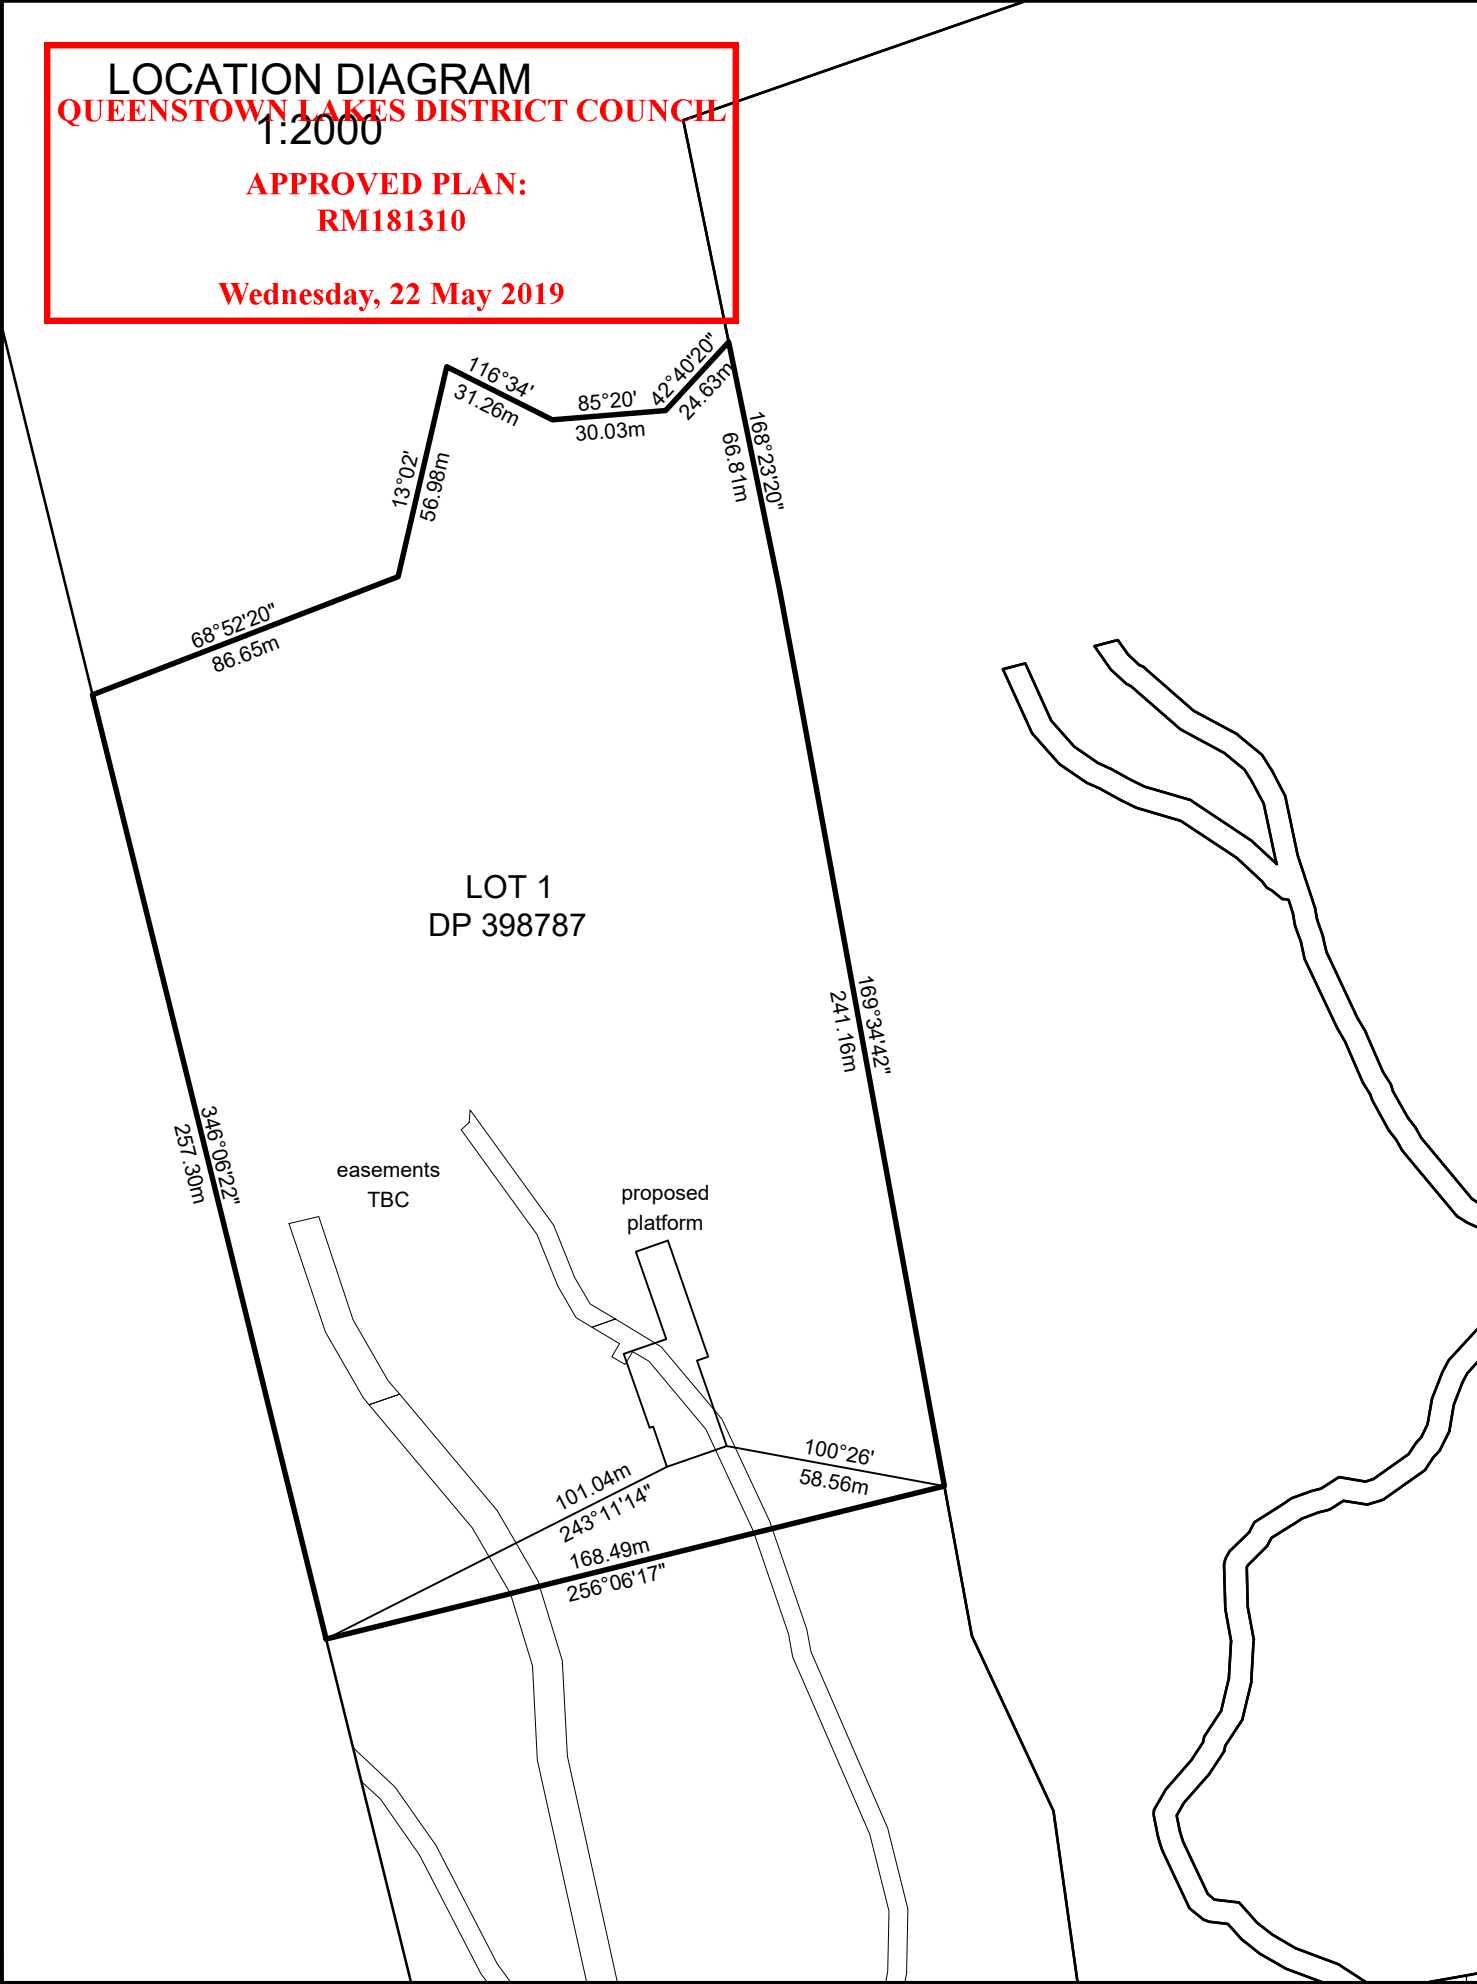 LOCATION DIAGRAM
QUEENSTOWN LAKES DISTRICT COUNCIL
1:2000
APPROVED PLAN:
RM181310
Wednesday, 22 May 2019
116°34'
31.26m
85°20'
30.03m
42°40'20"
24.63m
168°23'20"
66.81m
13°02'
56.98m
68°52'20"
86.65m
LOT 1
DP 398787
169°34'42"
241.16m
346°06'22"
257.30m
easements
TBC
proposed
platform
100°26'
58.56m
101.04m
243°11'14"
168.49m
256°06'17"